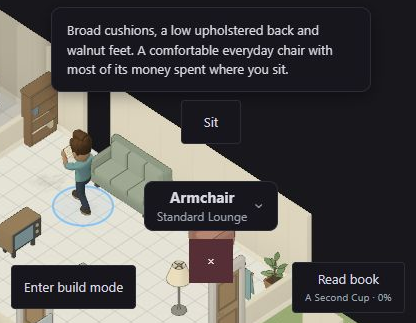 Broad cushions, a low upholstered back and
walnut feet. A comfortable everyday chair with
most of its money spent where you sit.
Sit
Armchair
Standard Lounge
×
Enter build mode
Read book
A Second Cup · 0%